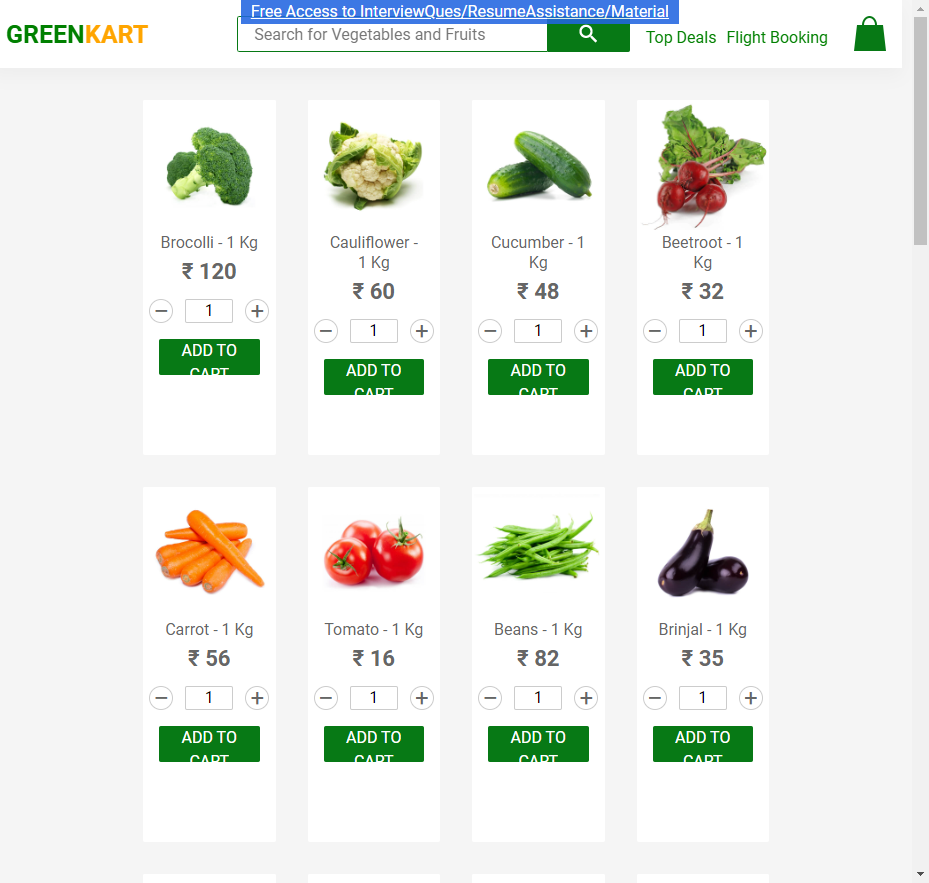 Free Access to InterviewQues/ResumeAssistance/Material
GREENKART
Search for Vegetables and Fruits
Top Deals
Flight Booking
Brocolli - 1 Kg
₹ 120
1
ADD TO
CART
Cauliflower -
1 Kg
₹ 60
1
ADD TO
CART
Cucumber - 1
Kg
₹ 48
1
ADD TO
CART
Beetroot - 1
Kg
₹ 32
1
ADD TO
CART
Carrot - 1 Kg
₹ 56
1
ADD TO
CART
Tomato - 1 Kg
₹ 16
1
ADD TO
CART
Beans - 1 Kg
₹ 82
1
ADD TO
CART
Brinjal - 1 Kg
₹ 35
1
ADD TO
CART